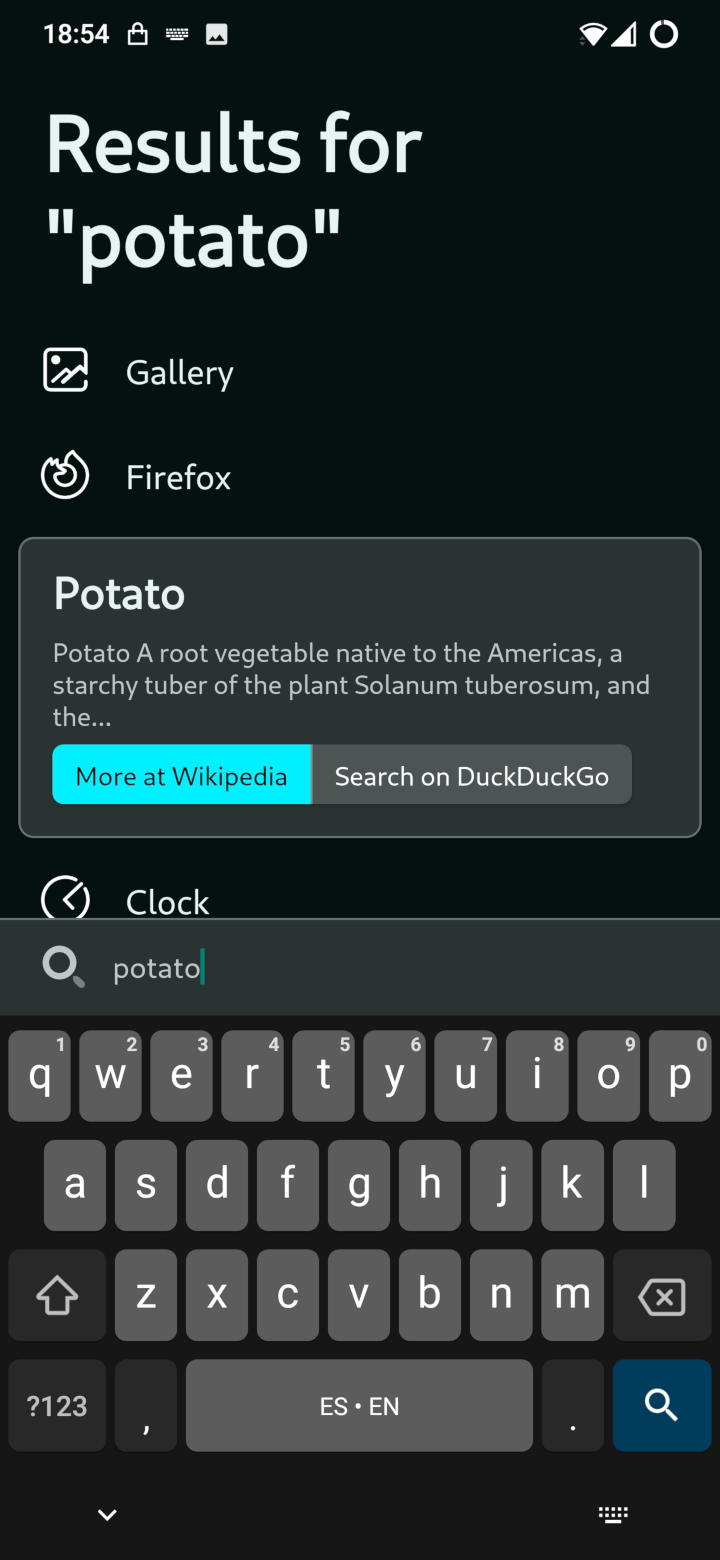 18:54
Results for
"potato"
Gallery
Firefox
Potato
Potato A root vegetable native to the Americas, a
starchy tuber of the plant Solanum tuberosum, and
the...
More at Wikipedia Search on DuckDuckGo
Clock
potato
1 2 3 4 5 6 7 8 9 0
q w e r t y u i o p
a s d f g h j k l
z x c v b n m
?123 , ES • EN .